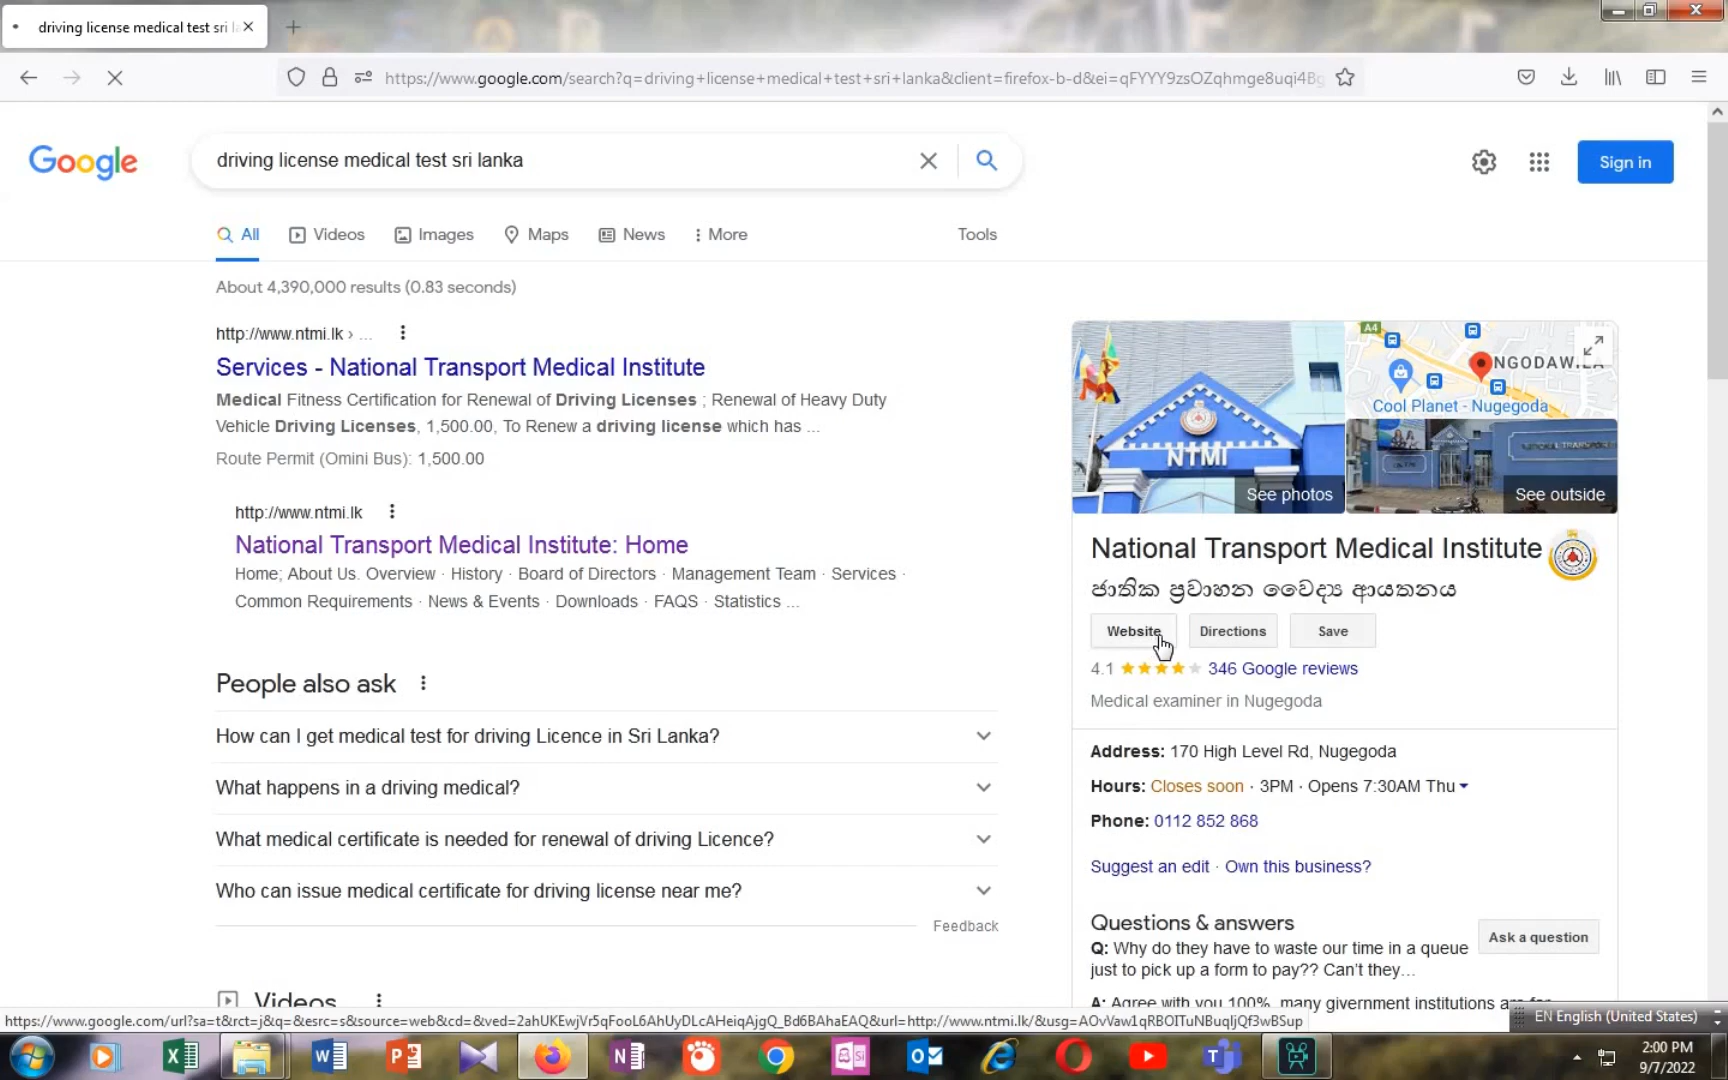 driving license medical test sri l
https://www.google.com/search?q=driving+license+medical+test+sri+lanka&client=firefox-b-d&ei=qFYYY9zsOZqhmge8uqi4Bg
Google
driving license medical test sri lanka
Sign in
All
Videos
Images
Maps
News
More
Tools
About 4,390,000 results (0.83 seconds)
http://www.ntmi.lk › ...
Services - National Transport Medical Institute
Medical Fitness Certification for Renewal of Driving Licenses ; Renewal of Heavy Duty
Vehicle Driving Licenses, 1,500.00, To Renew a driving license which has ...
Route Permit (Omini Bus): 1,500.00
http://www.ntmi.lk
National Transport Medical Institute: Home
Home; About Us. Overview · History · Board of Directors · Management Team · Services ·
Common Requirements · News & Events · Downloads · FAQS · Statistics ...
People also ask
How can I get medical test for driving Licence in Sri Lanka?
What happens in a driving medical?
What medical certificate is needed for renewal of driving Licence?
Who can issue medical certificate for driving license near me?
Feedback
Videos
NTMI
See photos
A4
Cool Planet - Nugegoda
NATIONAL TRANSPORT
See outside
National Transport Medical Institute
ජාතික ප්‍රවාහන වෛද්‍ය ආයතනය
Website
Directions
Save
4.1 346 Google reviews
Medical examiner in Nugegoda
Address: 170 High Level Rd, Nugegoda
Hours: Closes soon · 3PM · Opens 7:30AM Thu
Phone: 0112 852 868
Suggest an edit · Own this business?
Questions & answers
Ask a question
Q: Why do they have to waste our time in a queue
just to pick up a form to pay?? Can't they...
A: Agree with you 100%, many givernment institutions are
https://www.google.com/url?sa=t&rct=j&q=&esrc=s&source=web&cd=&ved=2ahUKEwjVr5qFooL6AhUyDLcAHeiqAjgQ_Bd6BAhaEAQ&url=http://www.ntmi.lk/&usg=AOvVaw1qRBOITuNBuqIjQf3wBSup
EN English (United States)
2:00 PM
9/7/2022